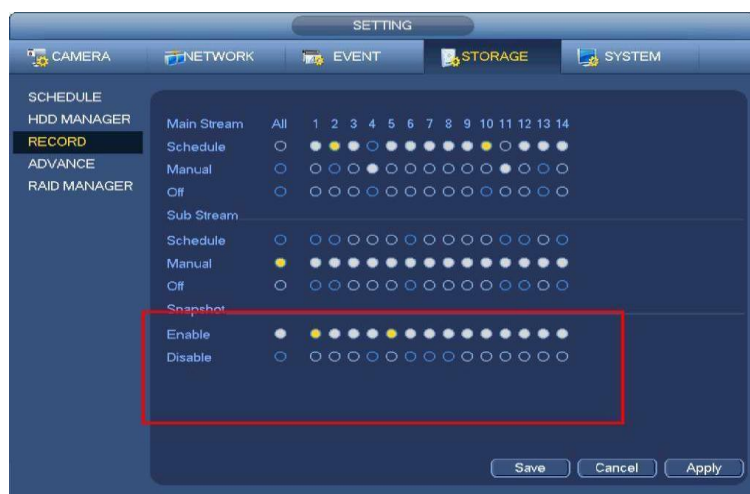 SETTING
CAMERA NETWORK EVENT STORAGE SYSTEM
SCHEDULE
HDD MANAGER
RECORD
ADVANCE
RAID MANAGER
Main Stream All 1 2 3 4 5 6 7 8 9 10 11 12 13 14
Schedule
Manual
Off
Sub Stream
Schedule
Manual
Off
Snapshot
Enable
Disable
Save Cancel Apply